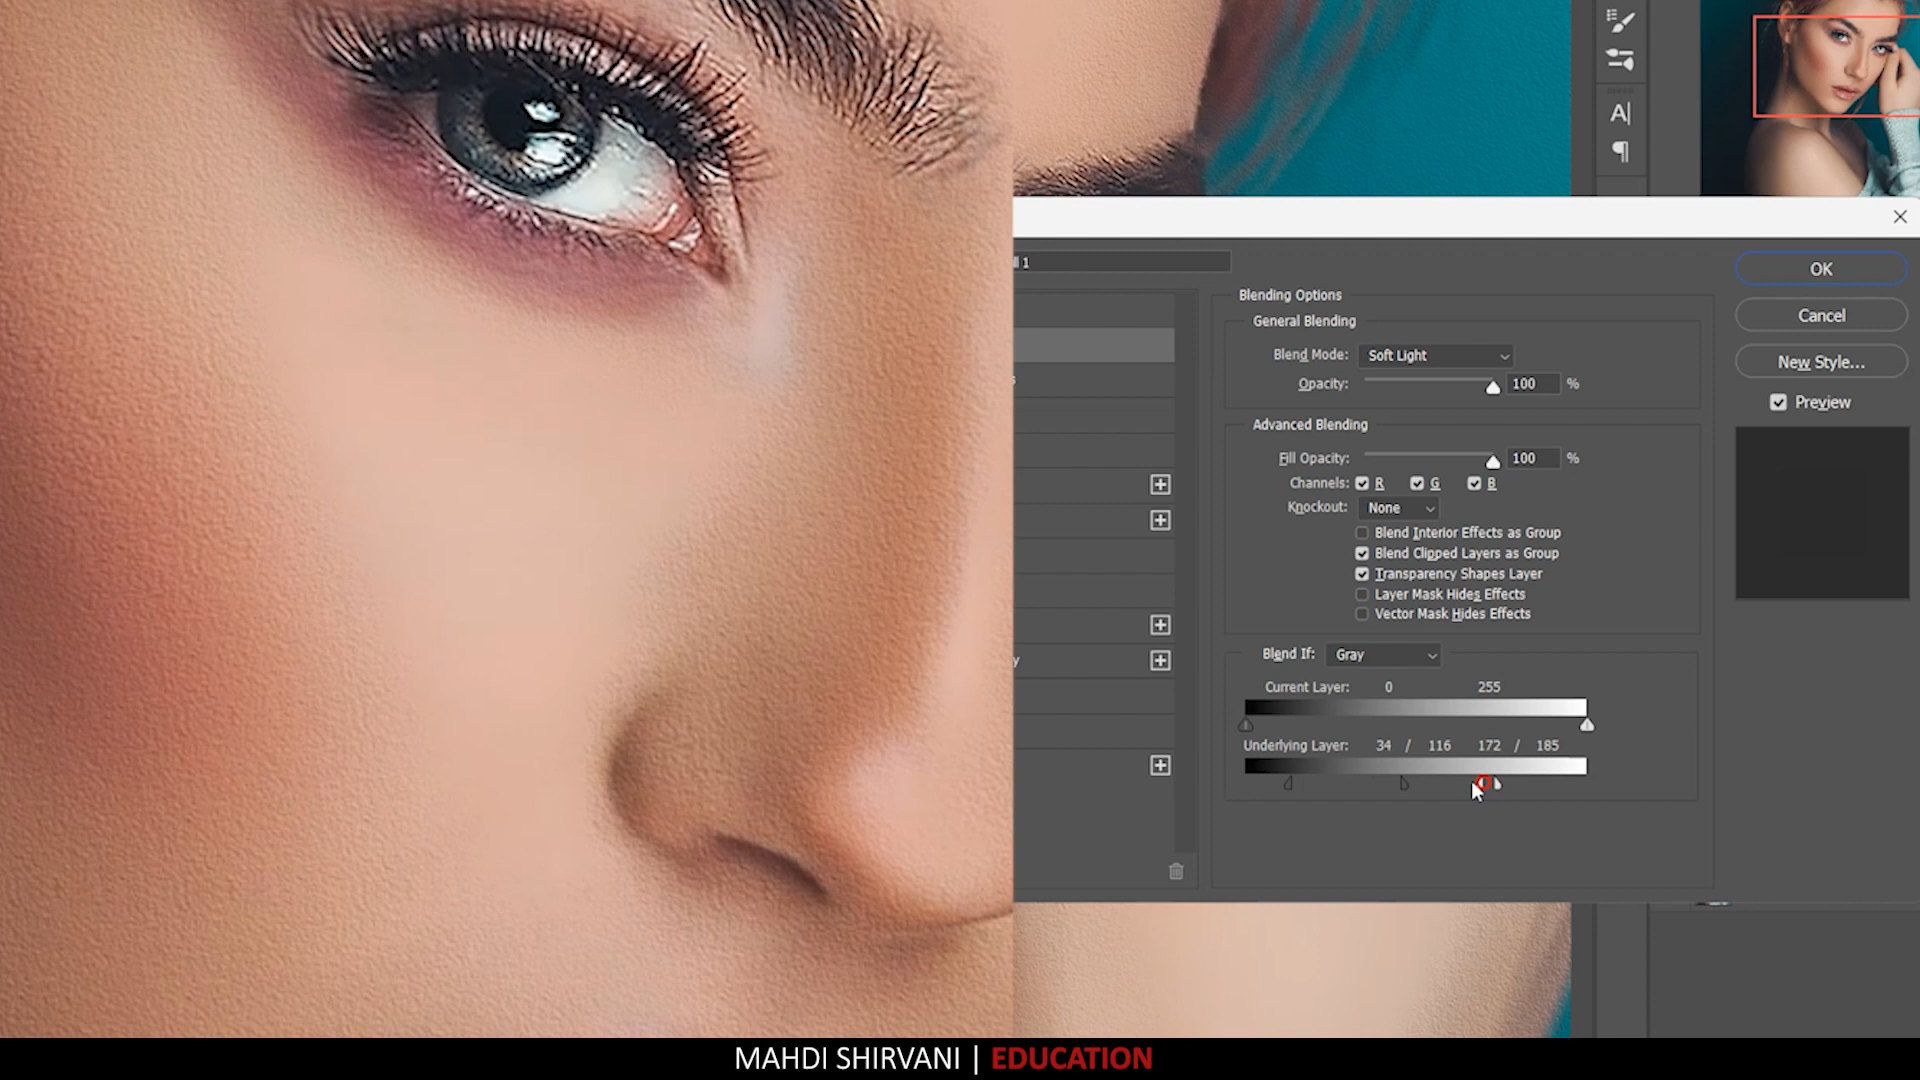 ll 1
OK
Blending Options
General Blending
Cancel
Blend Mode: Soft Light
New Style...
Opacity: 100 %
Preview
Advanced Blending
Fill Opacity: 100 %
Channels: R G B
Knockout: None
Blend Interior Effects as Group
Blend Clipped Layers as Group
Transparency Shapes Layer
Layer Mask Hides Effects
Vector Mask Hides Effects
Blend If: Gray
Current Layer: 0 255
Underlying Layer: 34 / 116 172 / 185
MAHDI SHIRVANI | EDUCATION